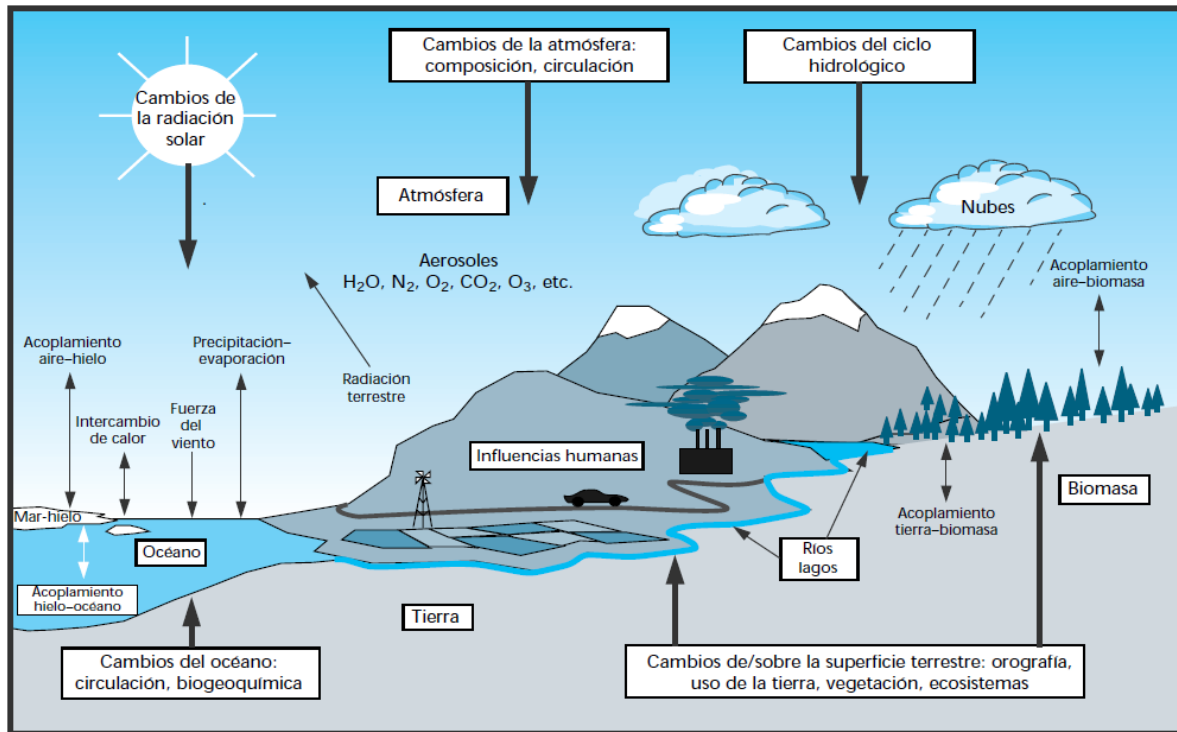 Cambios de la atmósfera:
composición, circulación
Cambios del ciclo
hidrológico
Cambios de
la radiación
solar
Atmósfera
Nubes
Aerosoles
H₂O, N₂, O₂, CO₂, O₃, etc.
Acoplamiento
aire–biomasa
Acoplamiento
aire–hielo
Precipitación–
evaporación
Radiación
terrestre
Intercambio
de calor
Fuerza
del
viento
Influencias humanas
Mar-hielo
Océano
Biomasa
Acoplamiento
tierra–biomasa
Ríos
lagos
Acoplamiento
hielo–océano
Tierra
Cambios del océano:
circulación, biogeoquímica
Cambios de/sobre la superficie terrestre: orografía,
uso de la tierra, vegetación, ecosistemas